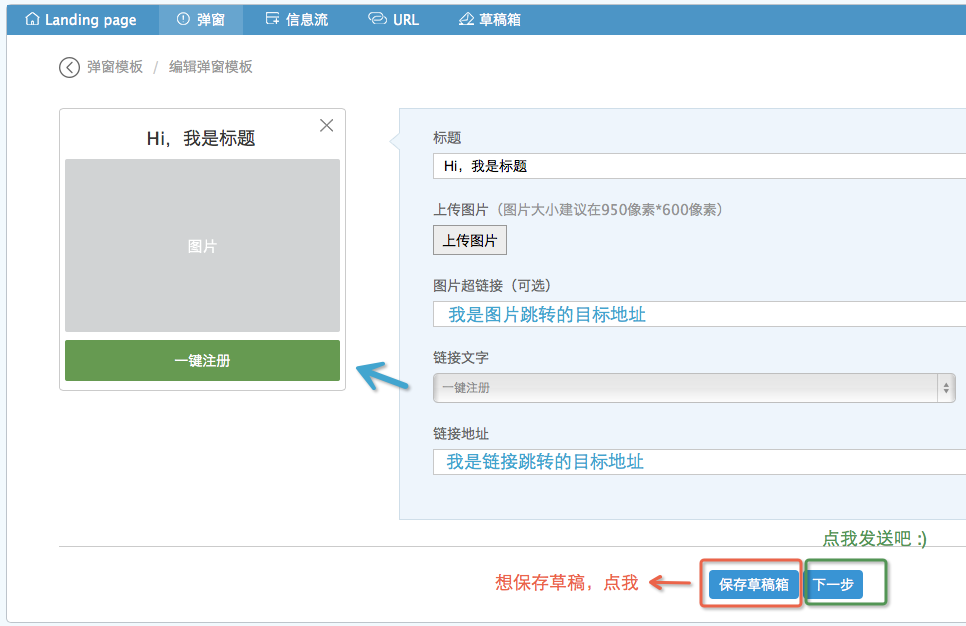 Landing page 弹窗 信息流 URL 草稿箱
弹窗模板 / 编辑弹窗模板
Hi，我是标题
图片
一键注册
标题
Hi，我是标题
上传图片（图片大小建议在950像素*600像素）
上传图片
图片超链接（可选）
我是图片跳转的目标地址
链接文字
一键注册
链接地址
我是链接跳转的目标地址
点我发送吧 :)
想保存草稿，点我
保存草稿箱 下一步